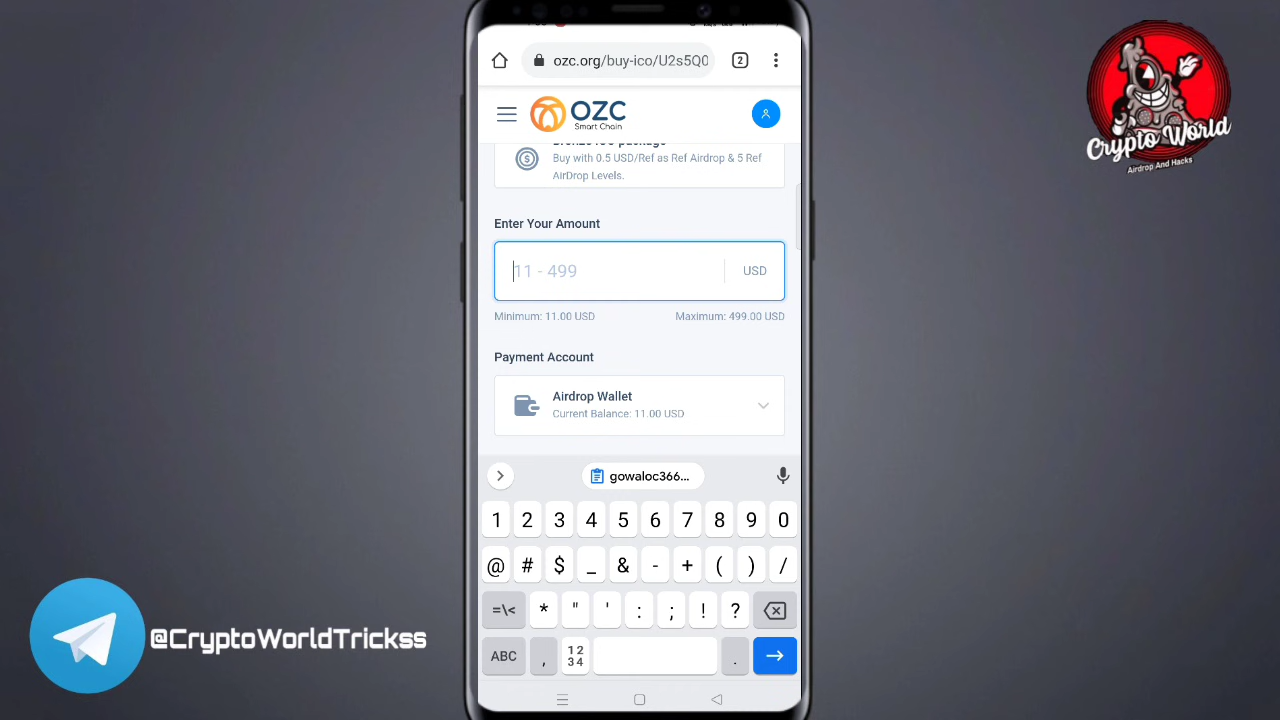 ozc.org/buy-ico/U2s5Q0
2
OZC
Smart Chain
Buy with 0.5 USD/Ref as Ref Airdrop & 5 Ref
AirDrop Levels.
Enter Your Amount
11 - 499
USD
Minimum: 11.00 USD
Maximum: 499.00 USD
Payment Account
Airdrop Wallet
Current Balance: 11.00 USD
gowaloc366...
1 2 3 4 5 6 7 8 9 0
@ # $ _ & - + ( ) /
=\< * " ' : ; ! ?
ABC , 12 34 .
Crypto World
Airdrop And Hacks
@CryptoWorldTrickss